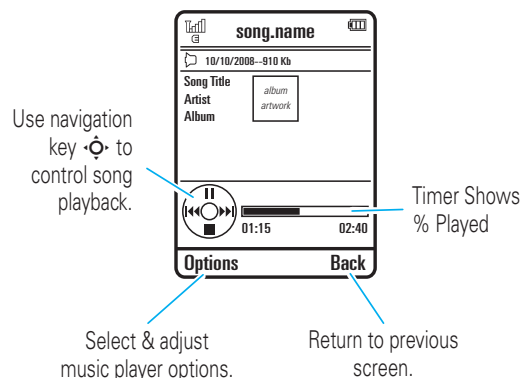 song.name
10/10/2008--910 Kb
Song Title
Artist
Album
album
artwork
Use navigation
key to
control song
playback.
Timer Shows
% Played
01:15 02:40
Options Back
Select & adjust
music player options.
Return to previous
screen.